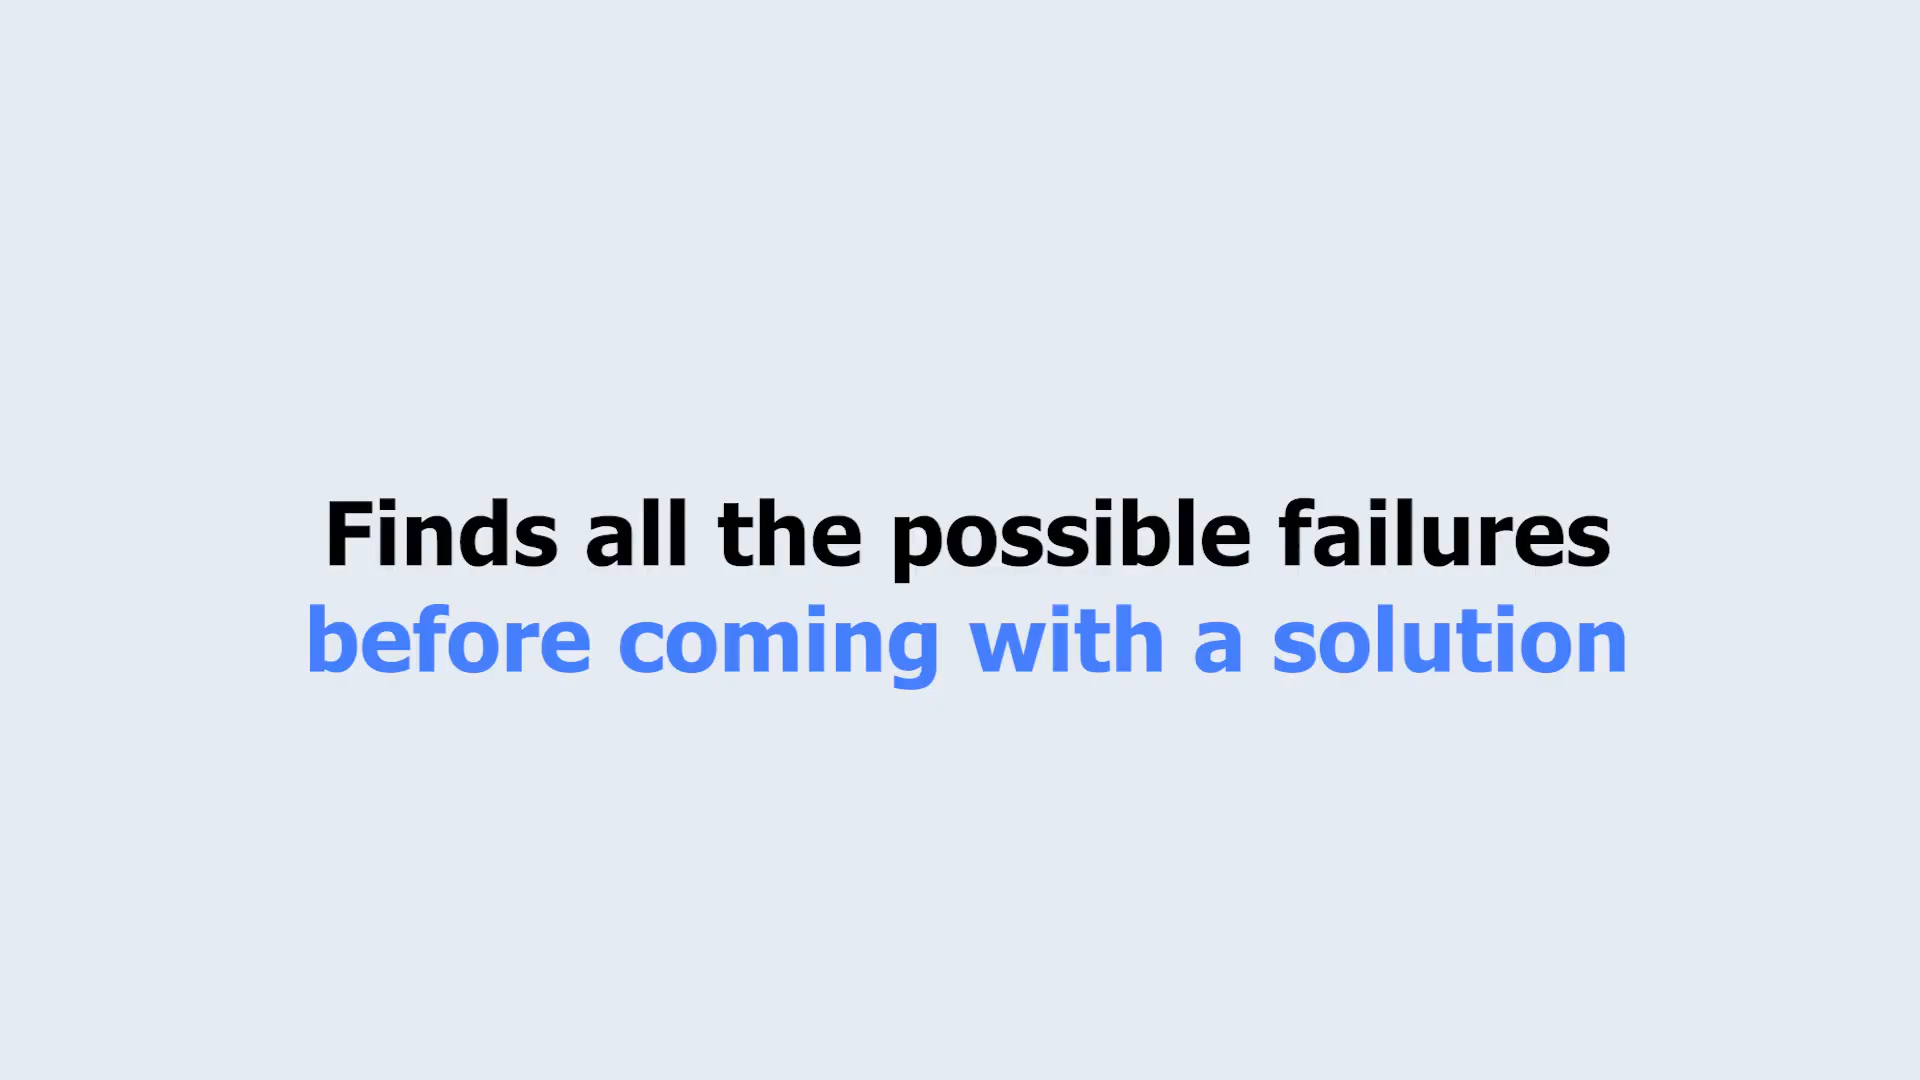 Finds all the possible failures
before coming with a solution